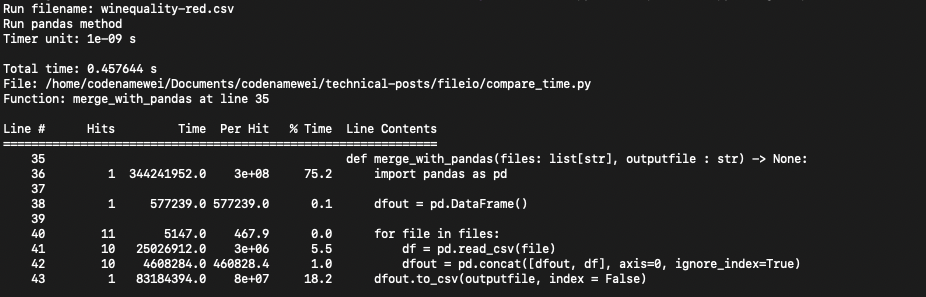 Run filename: winequality-red.csv
Run pandas method
Timer unit: 1e-09 s

Total time: 0.457644 s
File: /home/codenamewei/Documents/codenamewei/technical-posts/fileio/compare_time.py
Function: merge_with_pandas at line 35

Line #      Hits         Time  Per Hit   % Time  Line Contents
==============================================================
    35                                           def merge_with_pandas(files: list[str], outputfile : str) -> None:
    36         1  344241952.0    3e+08     75.2      import pandas as pd
    37
    38         1     577239.0 577239.0      0.1      dfout = pd.DataFrame()
    39
    40        11       5147.0    467.9      0.0      for file in files:
    41        10   25026912.0    3e+06      5.5          df = pd.read_csv(file)
    42        10    4608284.0 460828.4      1.0          dfout = pd.concat([dfout, df], axis=0, ignore_index=True)
    43         1   83184394.0    8e+07     18.2      dfout.to_csv(outputfile, index = False)